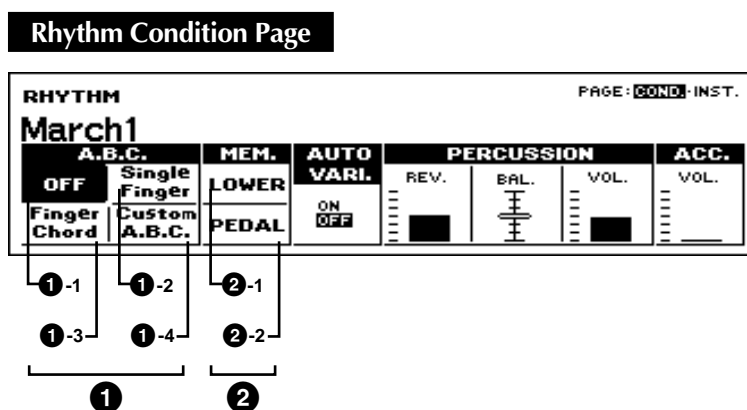 Rhythm Condition Page
RHYTHM PAGE:COND.·INST.
March1
A.B.C. MEM. AUTO VARI. PERCUSSION ACC.
OFF Single Finger LOWER REV. BAL. VOL. VOL.
Finger Chord Custom A.B.C. PEDAL ON OFF
1-1 1-2 2-1
1-3 1-4 2-2
1 2